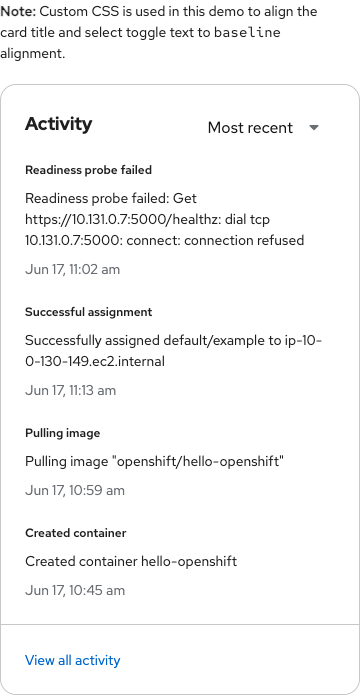 Note: Custom CSS is used in this demo to align the
card title and select toggle text to baseline
alignment.
Activity
Most recent
Readiness probe failed
Readiness probe failed: Get
https://10.131.0.7:5000/healthz: dial tcp
10.131.0.7:5000: connect: connection refused
Jun 17, 11:02 am
Successful assignment
Successfully assigned default/example to ip-10-
0-130-149.ec2.internal
Jun 17, 11:13 am
Pulling image
Pulling image "openshift/hello-openshift"
Jun 17, 10:59 am
Created container
Created container hello-openshift
Jun 17, 10:45 am
View all activity